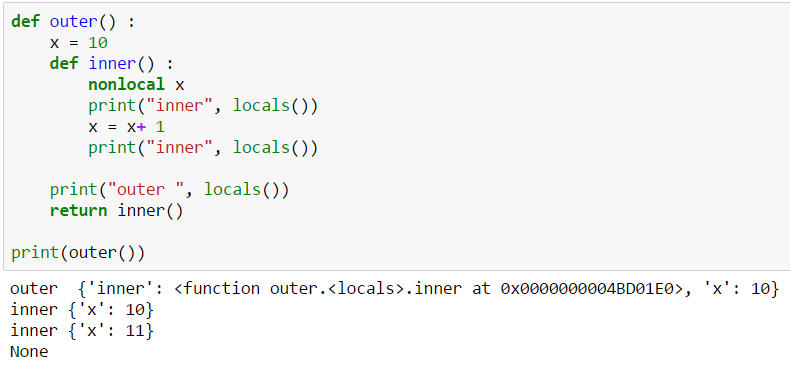 def outer() :
    x = 10
    def inner() :
        nonlocal x
        print("inner", locals())
        x = x+ 1
        print("inner", locals())
    print("outer ", locals())
    return inner()
print(outer())
outer  {'inner': <function outer.<locals>.inner at 0x0000000004BD01E0>, 'x': 10}
inner {'x': 10}
inner {'x': 11}
None